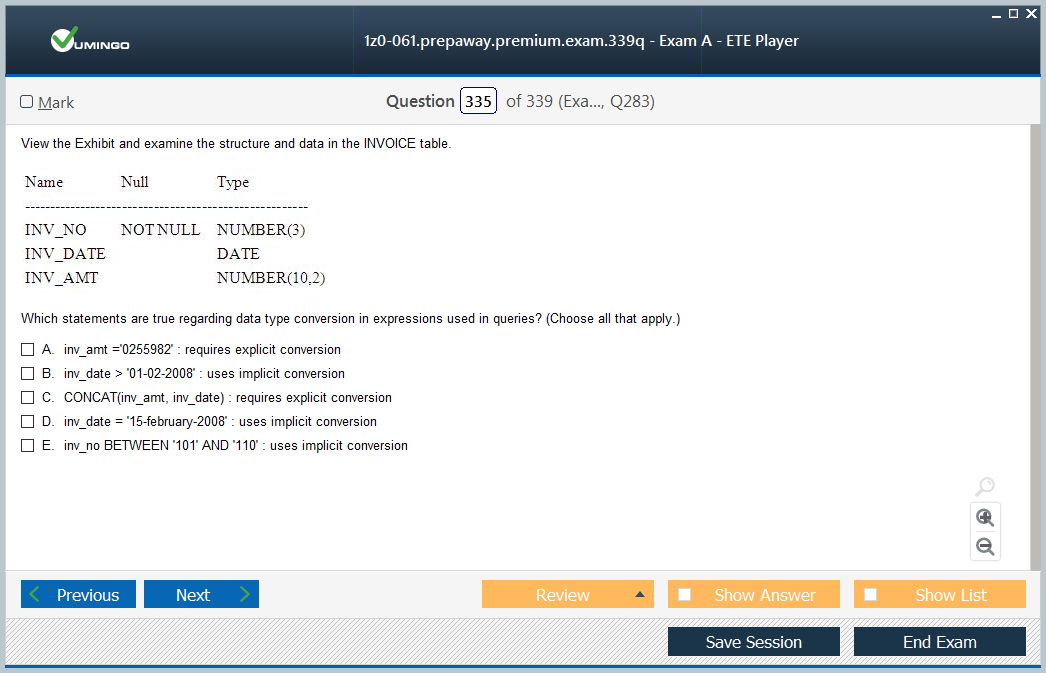 VUMINGO
1z0-061.prepaway.premium.exam.339q - Exam A - ETE Player
Mark
Question 335 of 339 (Exa..., Q283)
View the Exhibit and examine the structure and data in the INVOICE table.
Name Null Type
---------------------------------------------------------
INV_NO NOT NULL NUMBER(3)
INV_DATE DATE
INV_AMT NUMBER(10,2)
Which statements are true regarding data type conversion in expressions used in queries? (Choose all that apply.)
A. inv_amt ='0255982' : requires explicit conversion
B. inv_date > '01-02-2008' : uses implicit conversion
C. CONCAT(inv_amt, inv_date) : requires explicit conversion
D. inv_date = '15-february-2008' : uses implicit conversion
E. inv_no BETWEEN '101' AND '110' : uses implicit conversion
Previous Next Review Show Answer Show List
Save Session End Exam